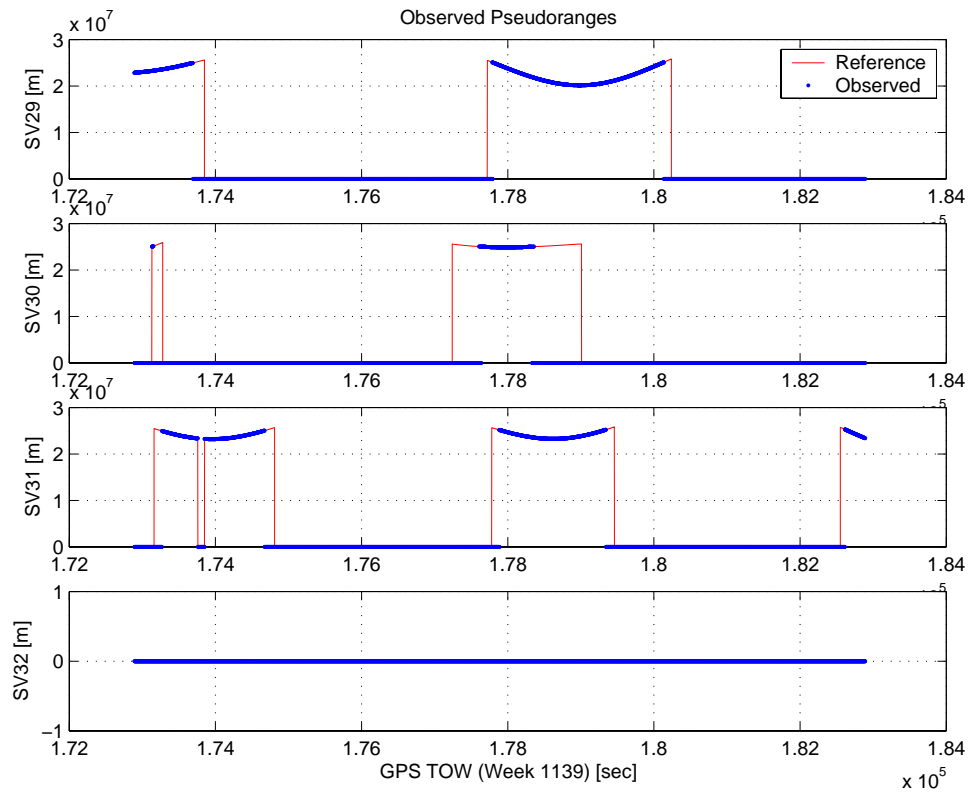 Observed Pseudoranges
x 10^7
3
2
1
0
SV29 [m]
Reference
Observed
1.72 1.74 1.76 1.78 1.8 1.82 1.84
x 10^7
3
2
1
0
SV30 [m]
1.72 1.74 1.76 1.78 1.8 1.82 1.84
x 10^7
3
2
1
0
SV31 [m]
1.72 1.74 1.76 1.78 1.8 1.82 1.84
1
0
−1
SV32 [m]
1.72 1.74 1.76 1.78 1.8 1.82 1.84
GPS TOW (Week 1139) [sec]
x 10^5